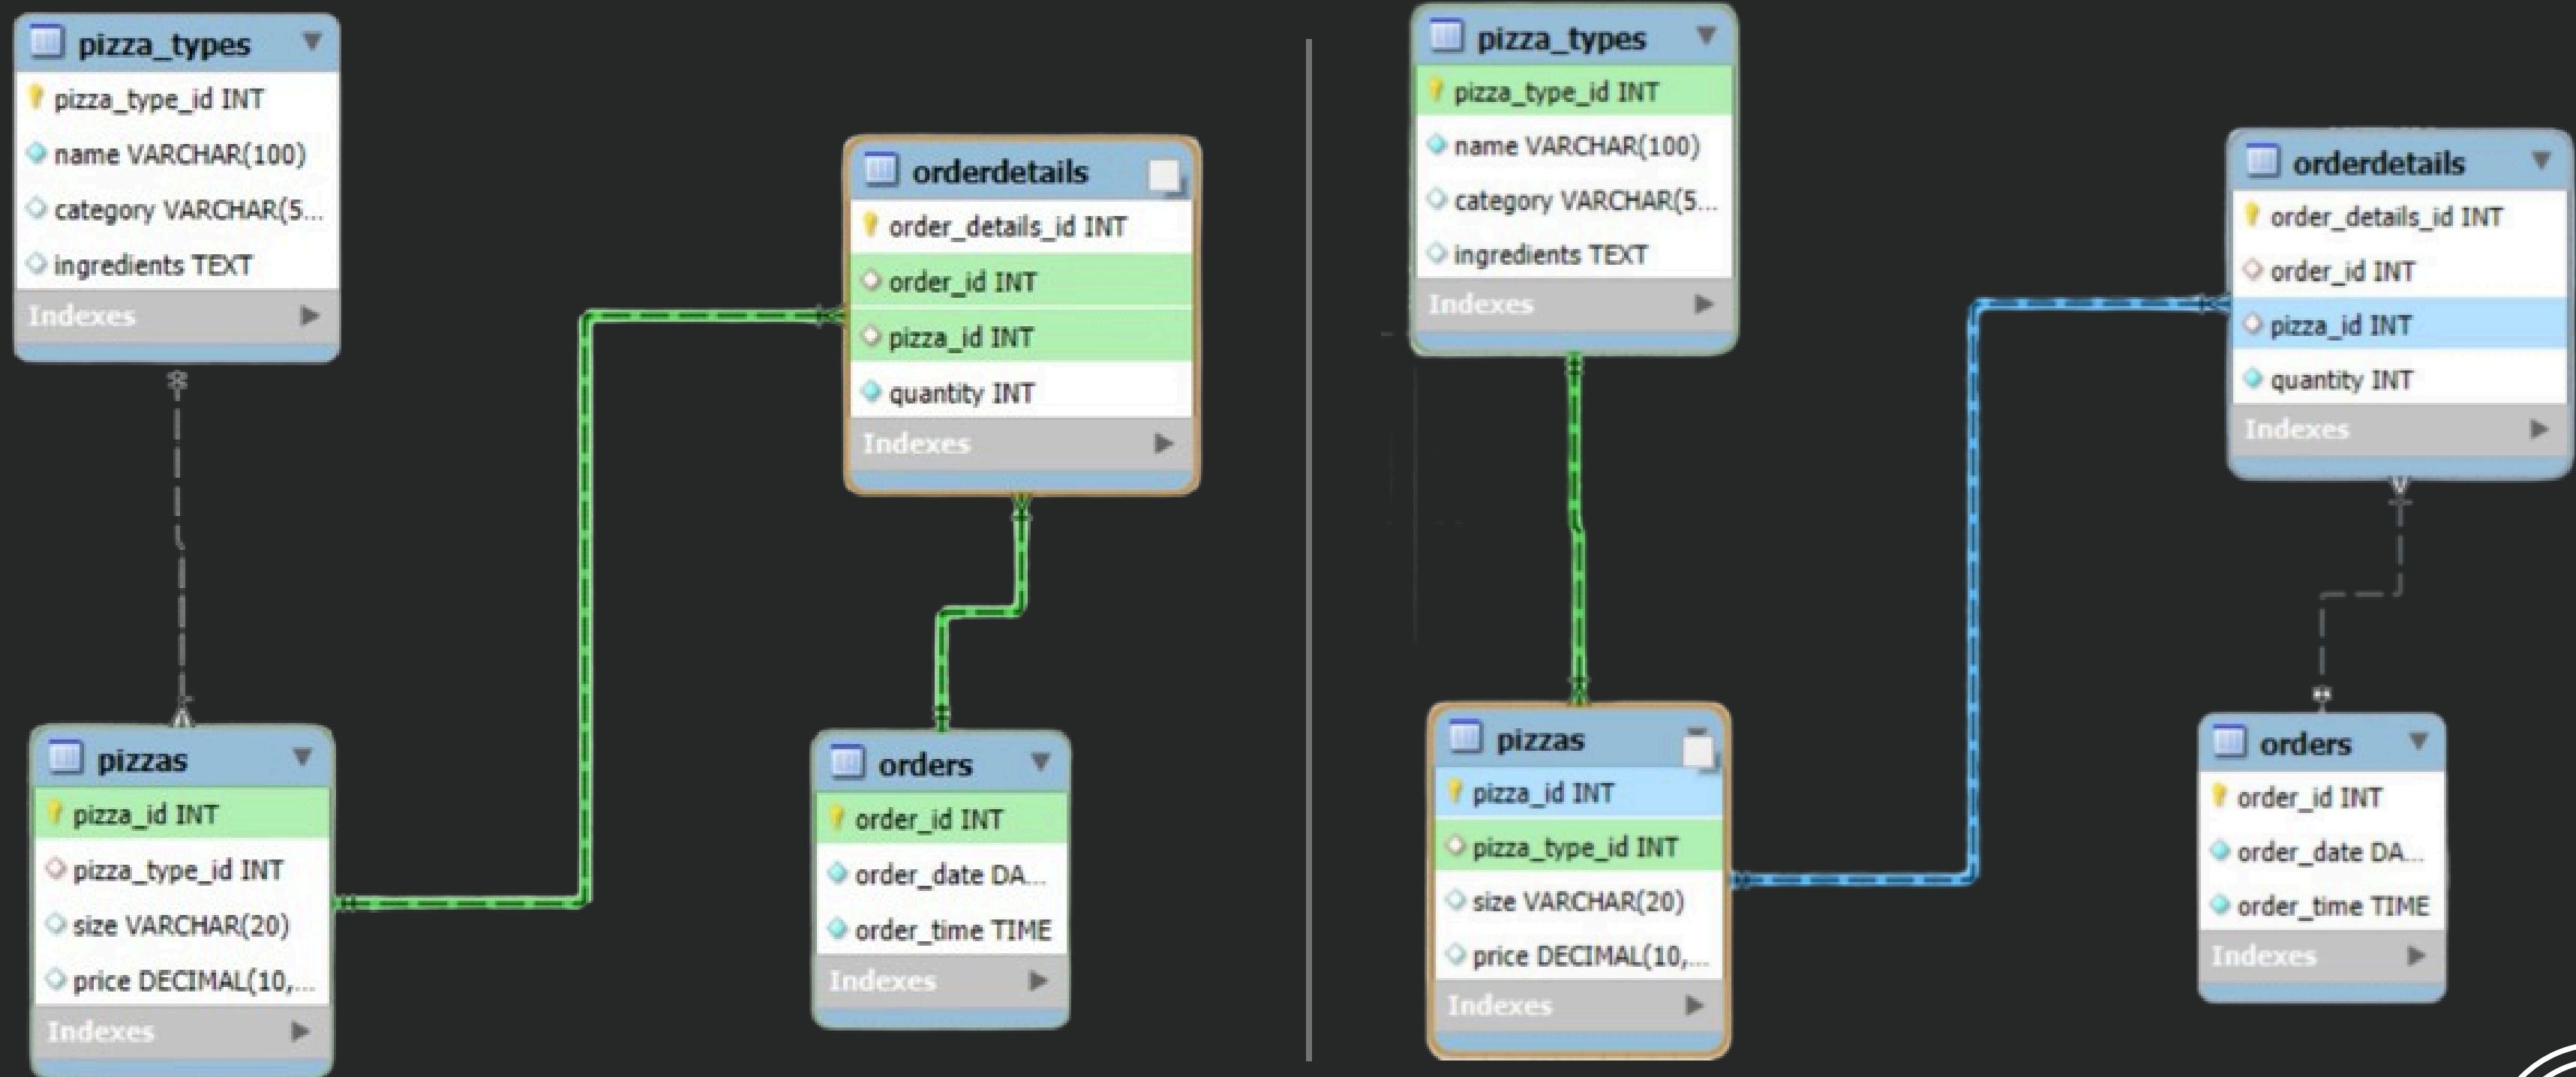 pizza_types
pizza_type_id INT
name VARCHAR(100)
category VARCHAR(5...
ingredients TEXT
Indexes
orderdetails
order_details_id INT
order_id INT
pizza_id INT
quantity INT
Indexes
pizzas
pizza_id INT
pizza_type_id INT
size VARCHAR(20)
price DECIMAL(10,...
Indexes
orders
order_id INT
order_date DA...
order_time TIME
Indexes
pizza_types
pizza_type_id INT
name VARCHAR(100)
category VARCHAR(5...
ingredients TEXT
Indexes
orderdetails
order_details_id INT
order_id INT
pizza_id INT
quantity INT
Indexes
pizzas
pizza_id INT
pizza_type_id INT
size VARCHAR(20)
price DECIMAL(10,...
Indexes
orders
order_id INT
order_date DA...
order_time TIME
Indexes